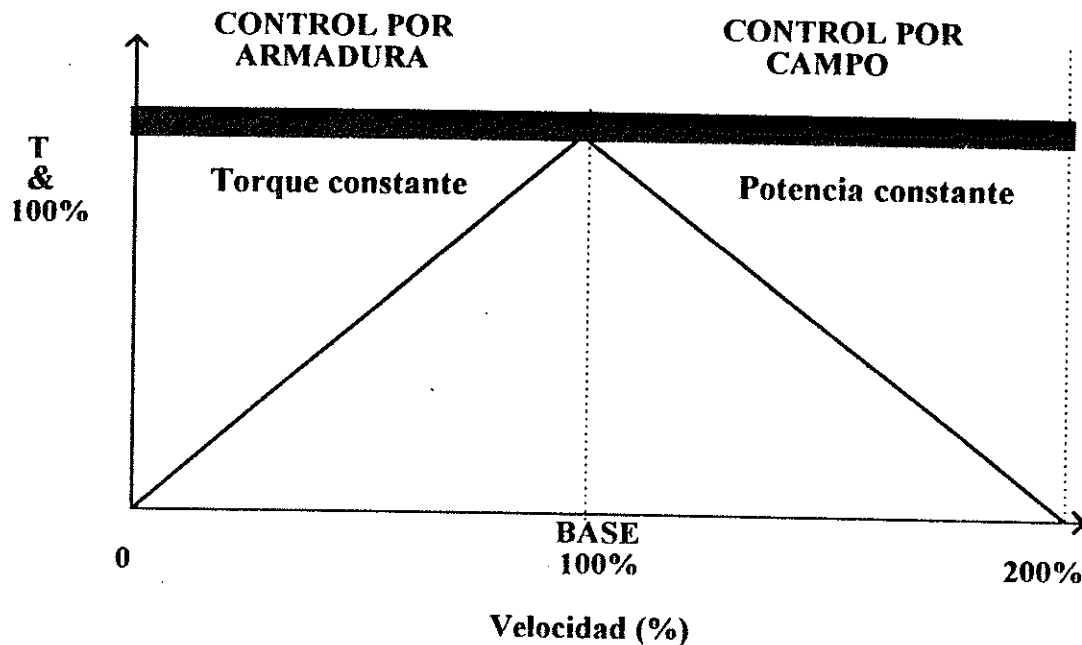 CONTROL POR
ARMADURA
CONTROL POR
CAMPO
T
&
100%
Torque constante
Potencia constante
0
BASE
100%
200%
Velocidad (%)